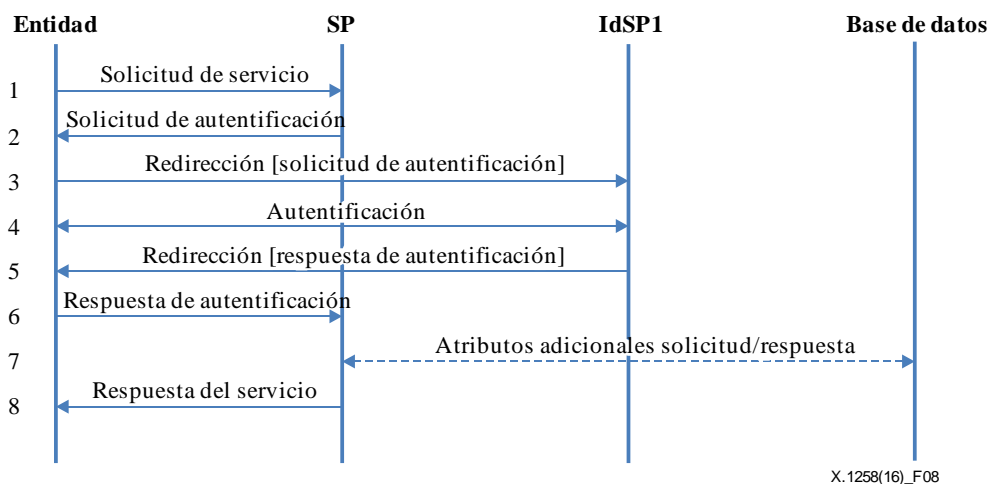 Entidad SP IdSP1 Base de datos
1 Solicitud de servicio
2 Solicitud de autentificación
3 Redirección [solicitud de autentificación]
4 Autentificación
5 Redirección [respuesta de autentificación]
6 Respuesta de autentificación
7 Atributos adicionales solicitud/respuesta
8 Respuesta del servicio
X.1258(16)_F08